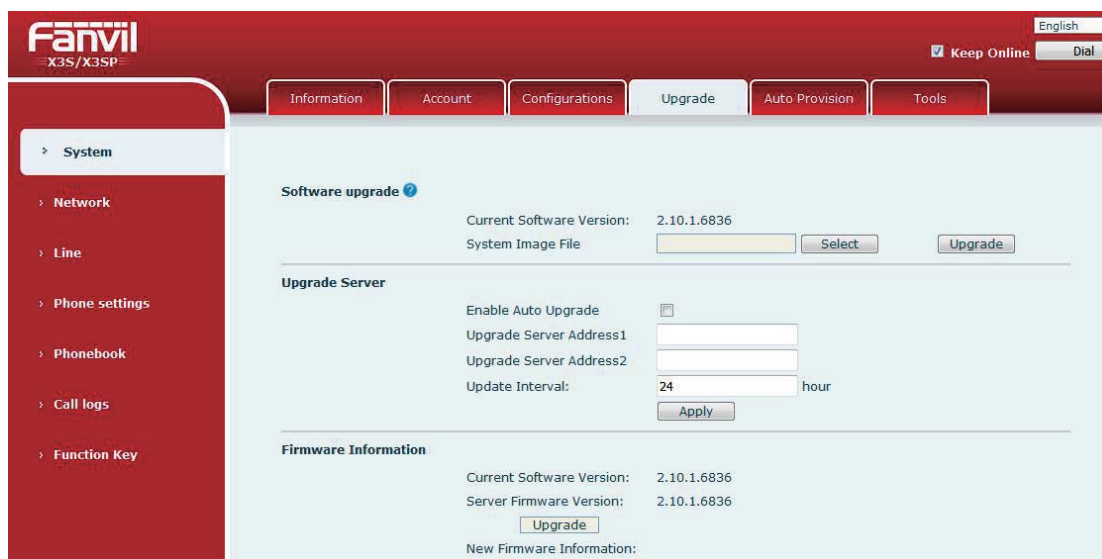 English
Fanvil
X3S/X3SP
Keep Online
Dial
Information
Account
Configurations
Upgrade
Auto Provision
Tools
› System
› Network
› Line
› Phone settings
› Phonebook
› Call logs
› Function Key
Software upgrade ?
Current Software Version: 2.10.1.6836
System Image File Select Upgrade
Upgrade Server
Enable Auto Upgrade
Upgrade Server Address1
Upgrade Server Address2
Update Interval: 24 hour
Apply
Firmware Information
Current Software Version: 2.10.1.6836
Server Firmware Version: 2.10.1.6836
Upgrade
New Firmware Information: